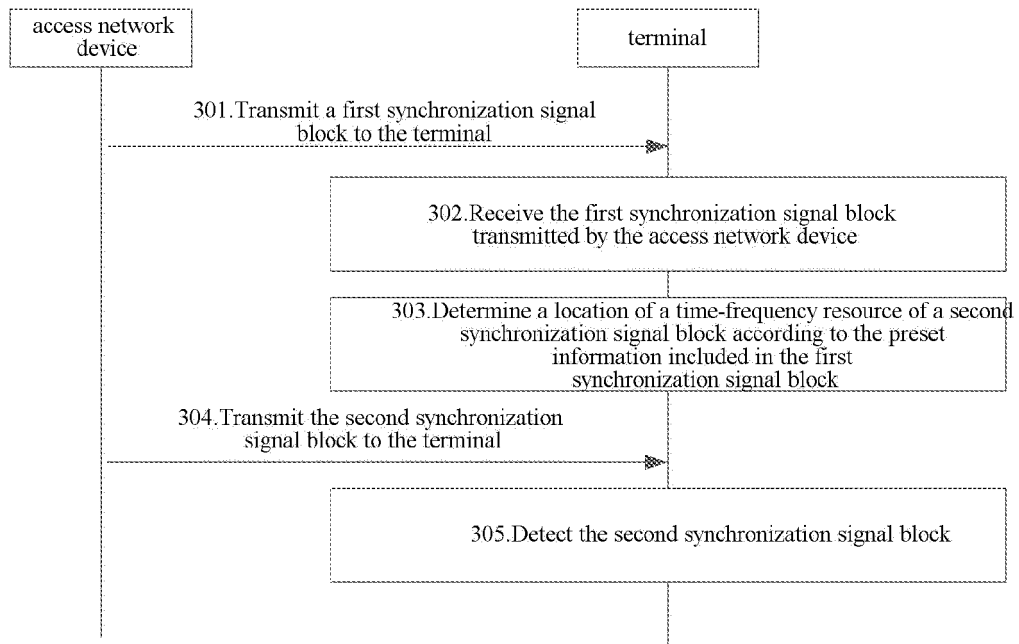 access network
device
terminal
301.Transmit a first synchronization signal
block to the terminal
302.Receive the first synchronization signal block
transmitted by the access network device
303.Determine a location of a time-frequency resource of a second
synchronization signal block according to the preset
information included in the first
synchronization signal block
304.Transmit the second synchronization
signal block to the terminal
305.Detect the second synchronization signal block